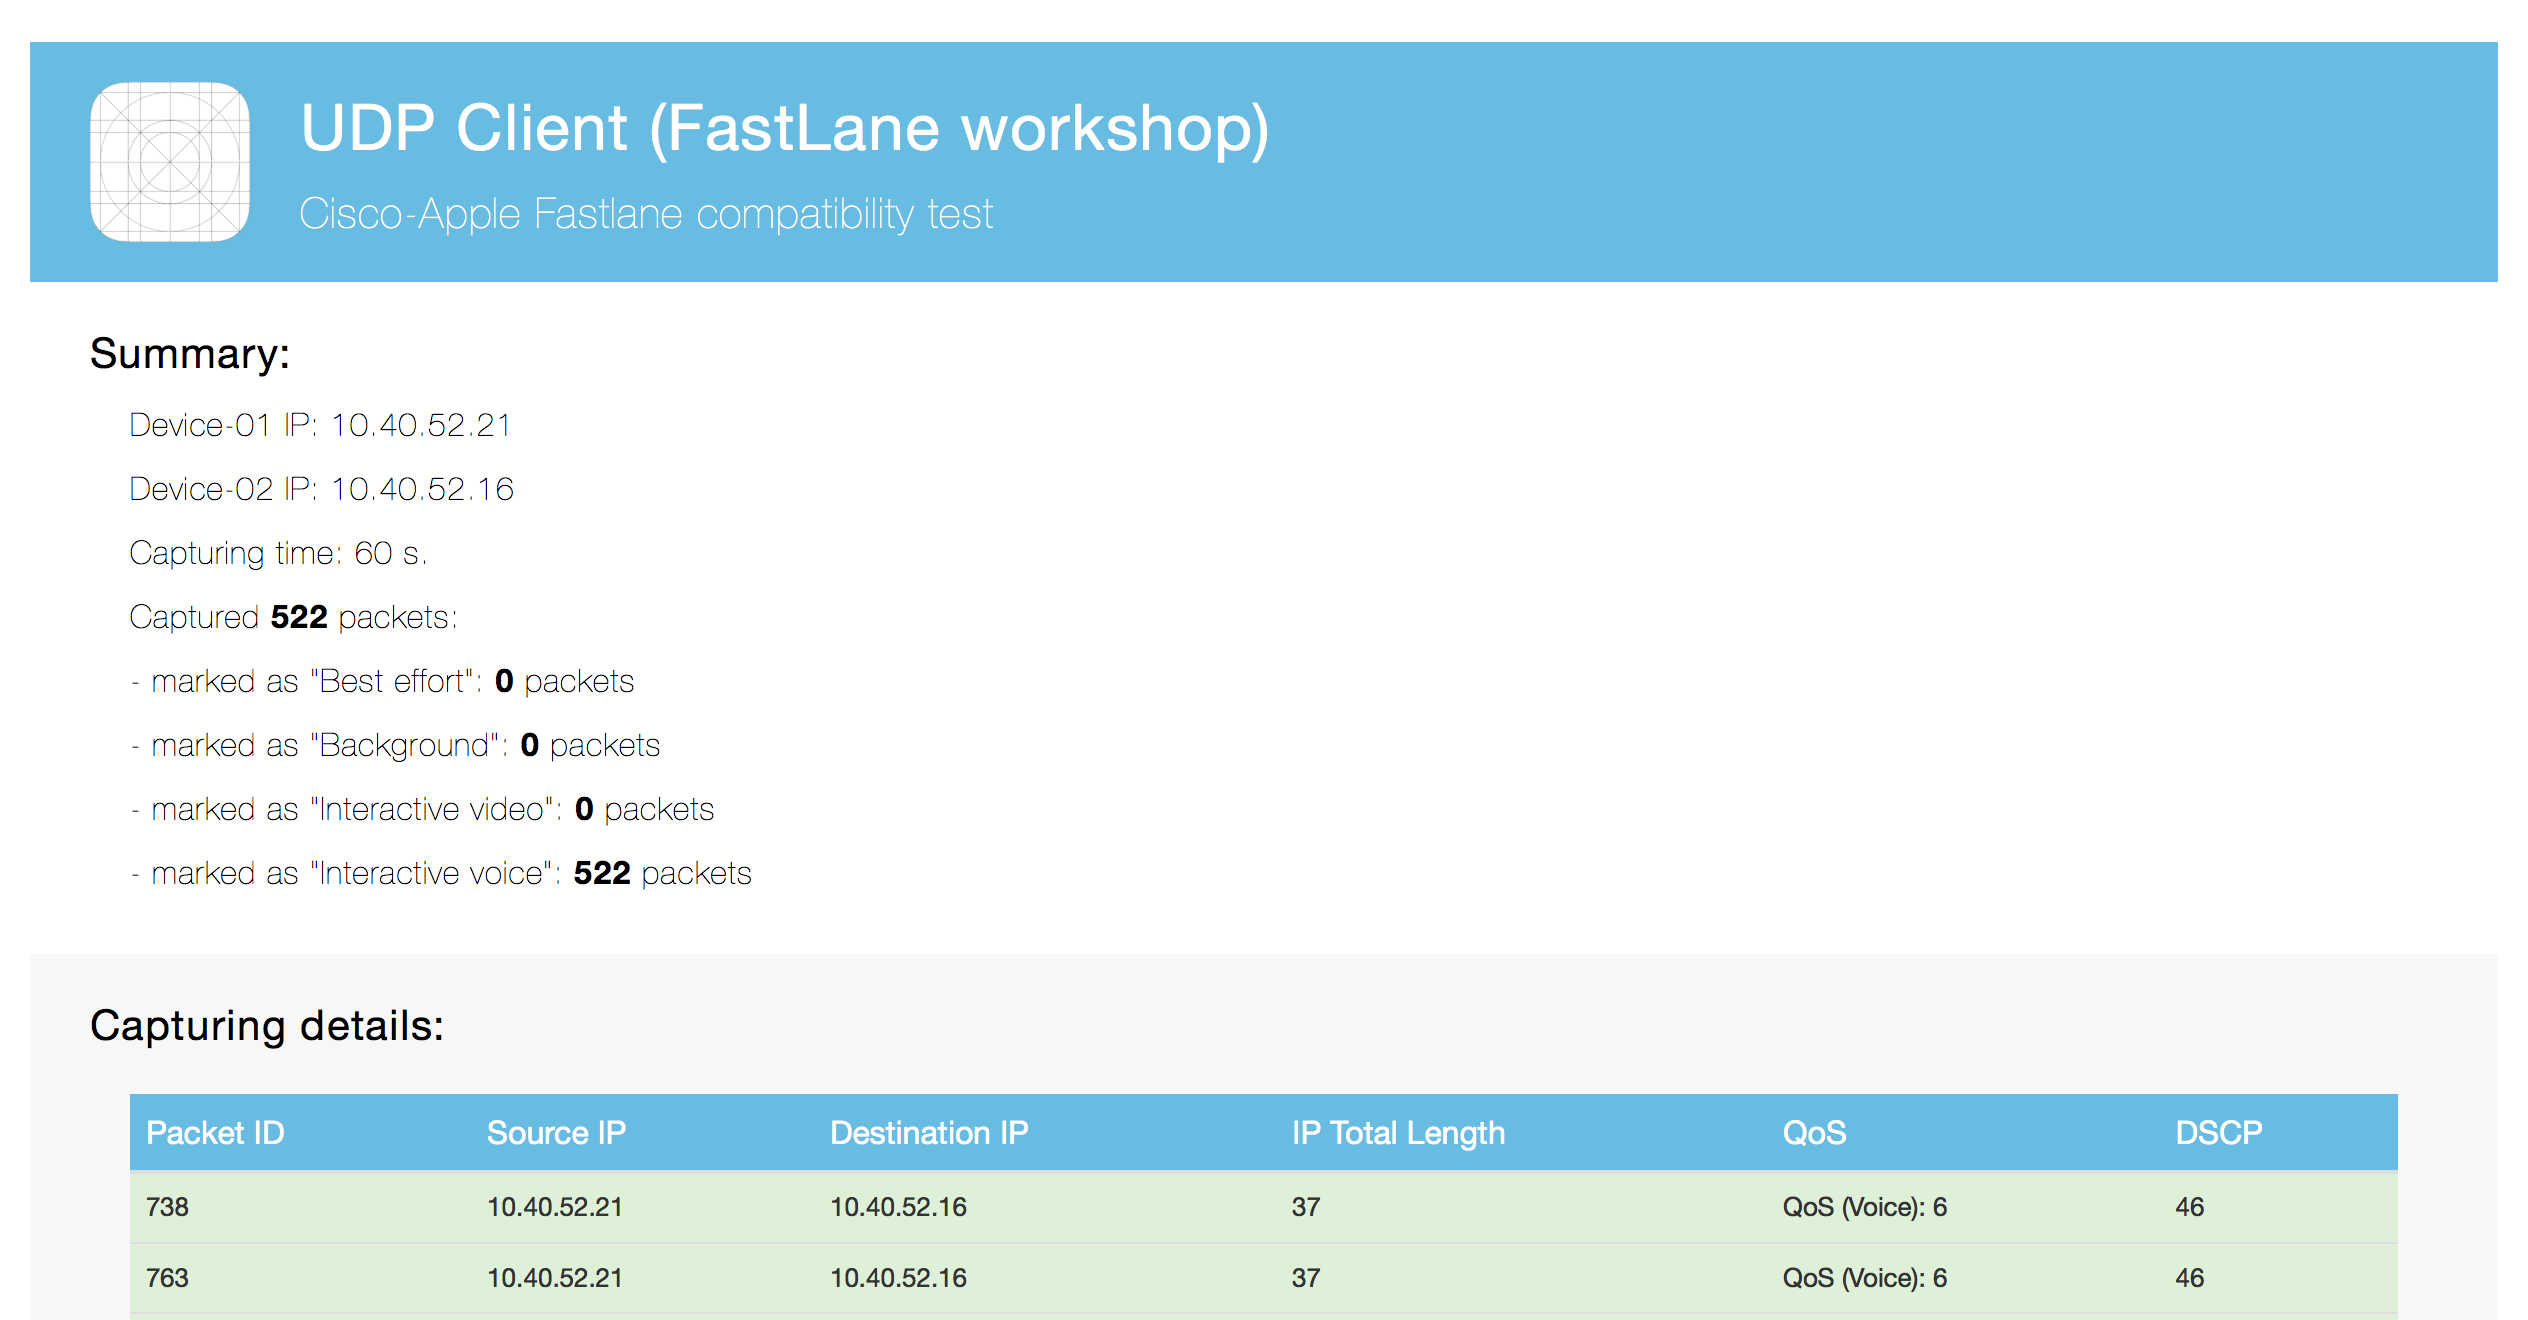 UDP Client (FastLane workshop)
Cisco-Apple Fastlane compatibility test
Summary:
Device-01 IP: 10.40.52.21
Device-02 IP: 10.40.52.16
Capturing time: 60 s.
Captured 522 packets:
- marked as "Best effort": 0 packets
- marked as "Background": 0 packets
- marked as "Interactive video": 0 packets
- marked as "Interactive voice": 522 packets
Capturing details:
Packet ID Source IP Destination IP IP Total Length QoS DSCP
738 10.40.52.21 10.40.52.16 37 QoS (Voice): 6 46
763 10.40.52.21 10.40.52.16 37 QoS (Voice): 6 46